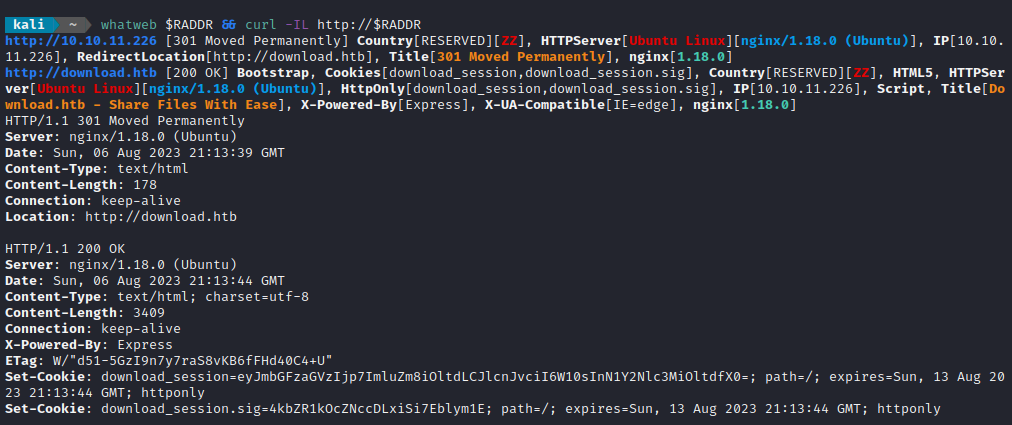 kali ~ whatweb $RADDR && curl -IL http://$RADDR
http://10.10.11.226 [301 Moved Permanently] Country[RESERVED][ZZ], HTTPServer[Ubuntu Linux][nginx/1.18.0 (Ubuntu)], IP[10.10.
11.226], RedirectLocation[http://download.htb], Title[301 Moved Permanently], nginx[1.18.0]
http://download.htb [200 OK] Bootstrap, Cookies[download_session,download_session.sig], Country[RESERVED][ZZ], HTML5, HTTPSer
ver[Ubuntu Linux][nginx/1.18.0 (Ubuntu)], HttpOnly[download_session,download_session.sig], IP[10.10.11.226], Script, Title[Do
wnload.htb - Share Files With Ease], X-Powered-By[Express], X-UA-Compatible[IE=edge], nginx[1.18.0]
HTTP/1.1 301 Moved Permanently
Server: nginx/1.18.0 (Ubuntu)
Date: Sun, 06 Aug 2023 21:13:39 GMT
Content-Type: text/html
Content-Length: 178
Connection: keep-alive
Location: http://download.htb

HTTP/1.1 200 OK
Server: nginx/1.18.0 (Ubuntu)
Date: Sun, 06 Aug 2023 21:13:44 GMT
Content-Type: text/html; charset=utf-8
Content-Length: 3409
Connection: keep-alive
X-Powered-By: Express
ETag: W/"d51-5GzI9n7y7raS8vKB6fFHd40C4+U"
Set-Cookie: download_session=eyJmbGFzaGVzIjp7ImluZm8iOltdLCJlcnJvciI6W10sInN1Y2Nlc3MiOltdfX0=; path=/; expires=Sun, 13 Aug 20
23 21:13:44 GMT; httponly
Set-Cookie: download_session.sig=4kbZR1kOcZNccDLxiSi7Eblym1E; path=/; expires=Sun, 13 Aug 2023 21:13:44 GMT; httponly